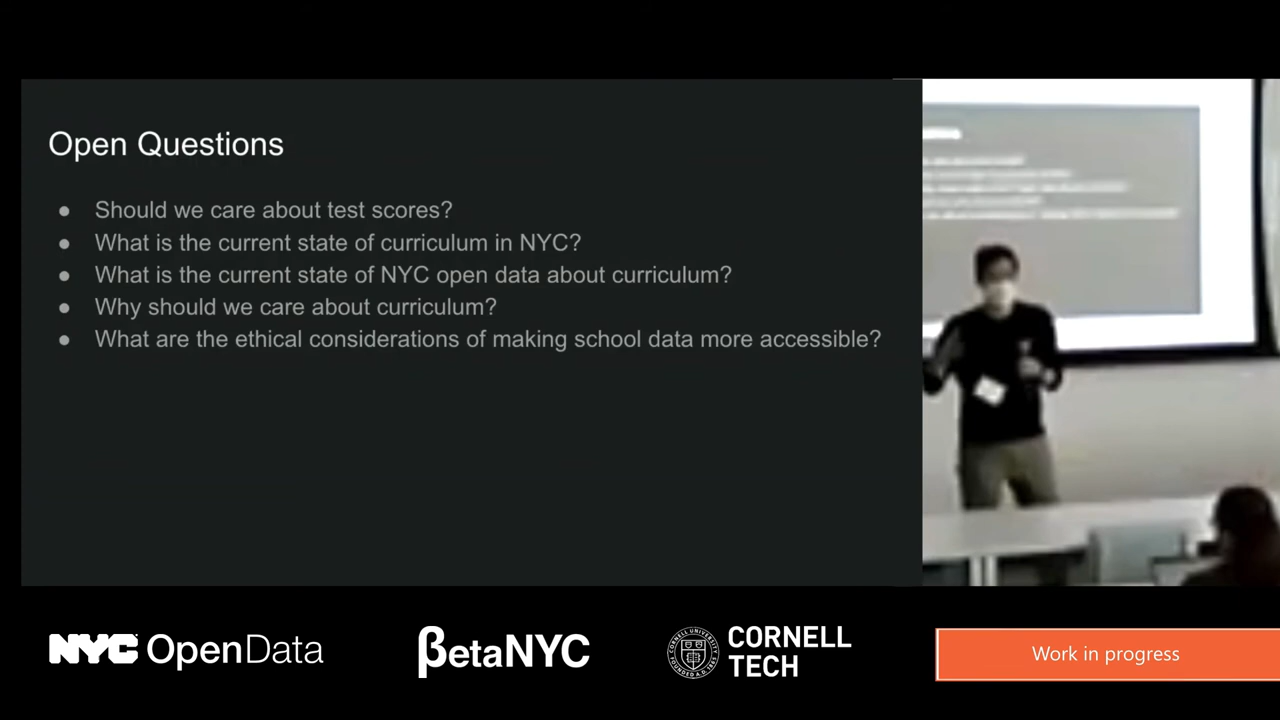 Open Questions
● Should we care about test scores?
● What is the current state of curriculum in NYC?
● What is the current state of NYC open data about curriculum?
● Why should we care about curriculum?
● What are the ethical considerations of making school data more accessible?
NYC OpenData
βetaNYC
CORNELL
TECH
Work in progress